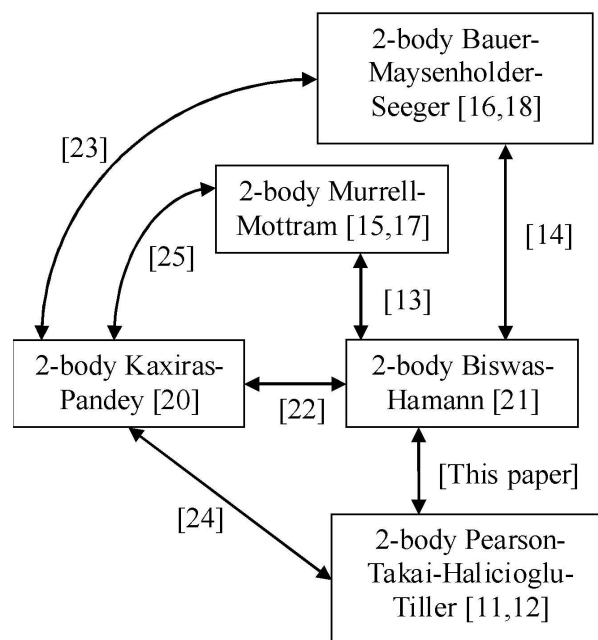 2-body Bauer-
Maysenholder-
Seeger [16,18]
[23]
2-body Murrell-
Mottram [15,17]
[25]
[14]
[13]
2-body Kaxiras-
Pandey [20]
2-body Biswas-
Hamann [21]
[22]
[This paper]
[24]
2-body Pearson-
Takai-Halicioglu-
Tiller [11,12]